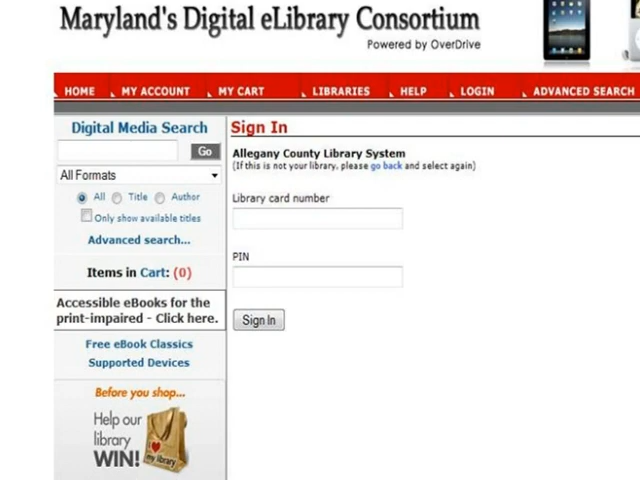 Maryland's Digital eLibrary Consortium
Powered by OverDrive
HOME MY ACCOUNT MY CART LIBRARIES HELP LOGIN ADVANCED SEARCH
Digital Media Search
Go
All Formats
All Title Author
Only show available titles
Advanced search...
Items in Cart: (0)
Accessible eBooks for the
print-impaired - Click here.
Free eBook Classics
Supported Devices
Before you shop...
Help our
library
WIN!
I ♥
my library
Sign In
Allegany County Library System
(If this is not your library, please go back and select again)
Library card number
PIN
Sign In